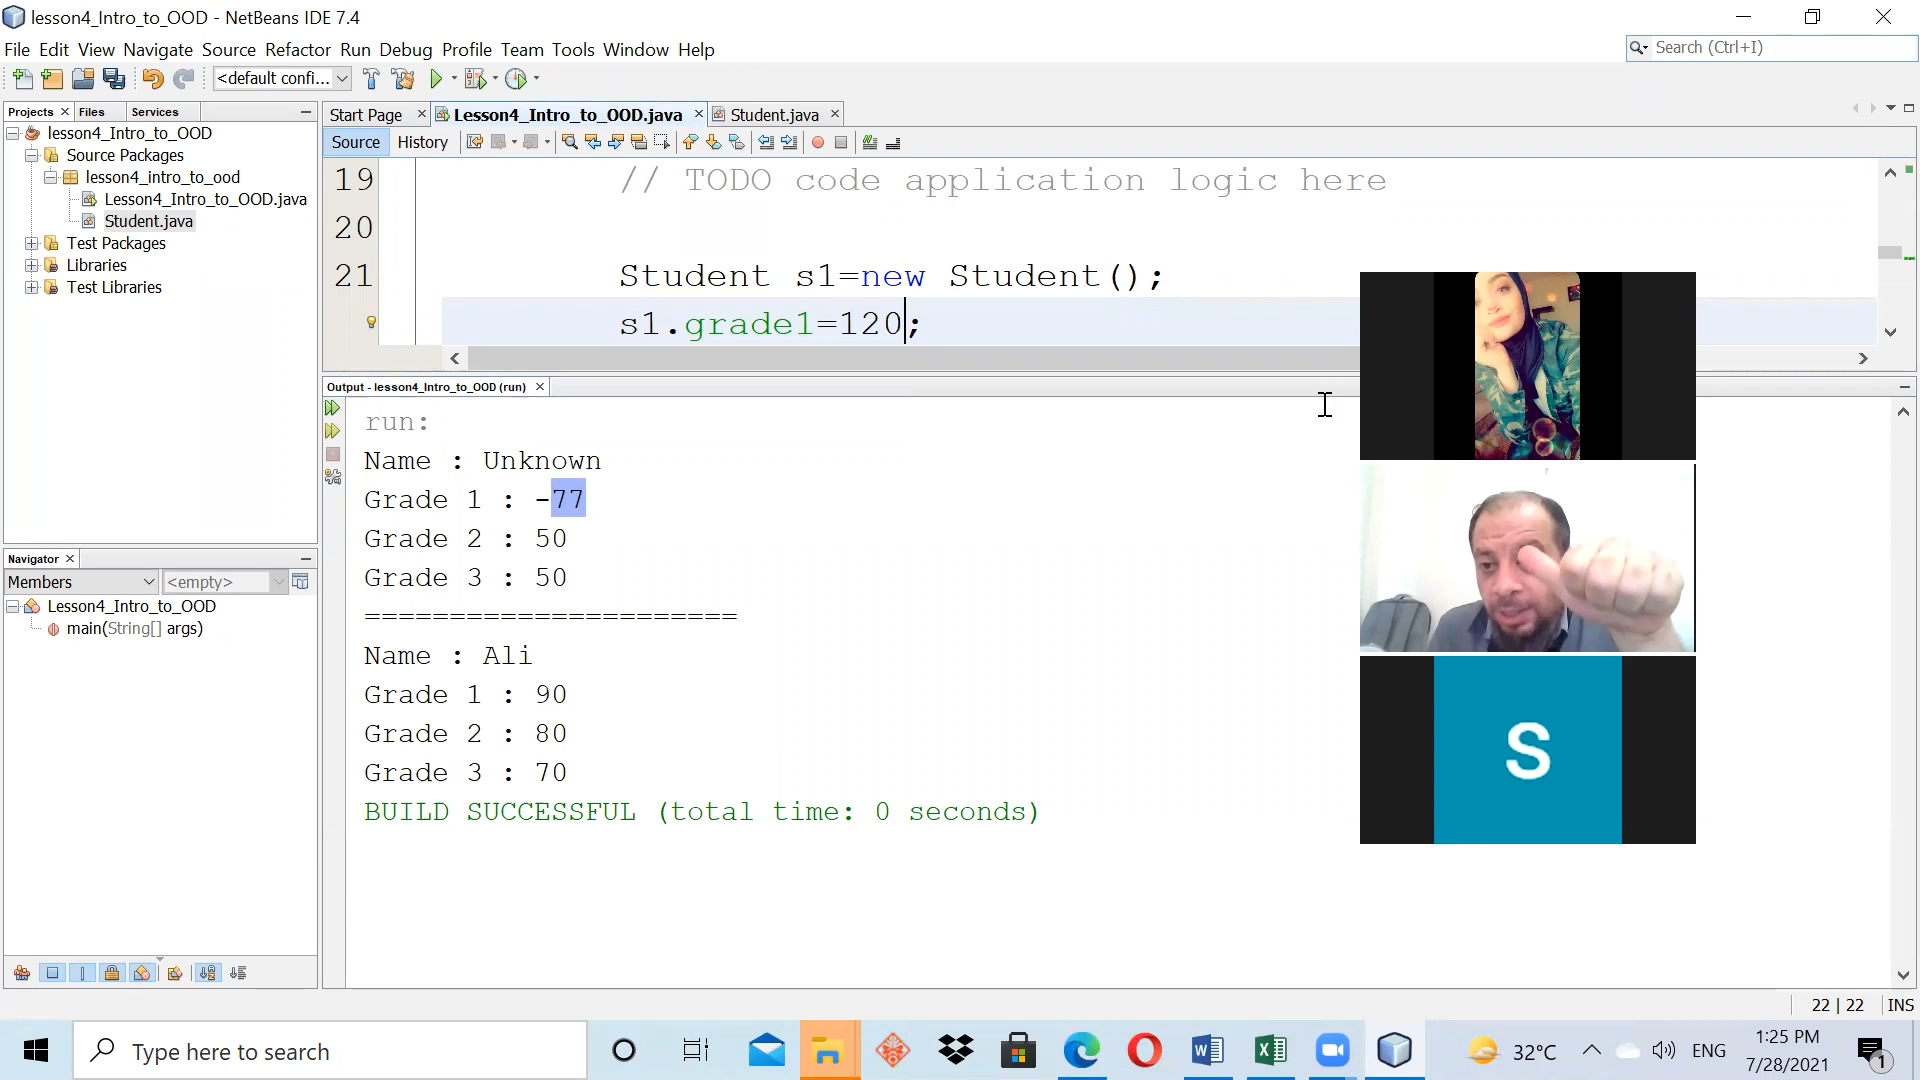 lesson4_Intro_to_OOD - NetBeans IDE 7.4
File Edit View Navigate Source Refactor Run Debug Profile Team Tools Window Help
Search (Ctrl+I)
<default confi...
Projects Files Services
Start Page Lesson4_Intro_to_OOD.java Student.java
lesson4_Intro_to_OOD
Source Packages
lesson4_intro_to_ood
Lesson4_Intro_to_OOD.java
Student.java
Test Packages
Libraries
Test Libraries
Source History
19 // TODO code application logic here
20
21 Student s1=new Student();
s1.grade1=120;
Output - lesson4_Intro_to_OOD (run)
run:
Name : Unknown
Grade 1 : -77
Grade 2 : 50
Grade 3 : 50
======================
Name : Ali
Grade 1 : 90
Grade 2 : 80
Grade 3 : 70
BUILD SUCCESSFUL (total time: 0 seconds)
Navigator
Members <empty>
Lesson4_Intro_to_OOD
main(String[] args)
S
22 | 22 INS
Type here to search
32°C
ENG
1:25 PM
7/28/2021
1